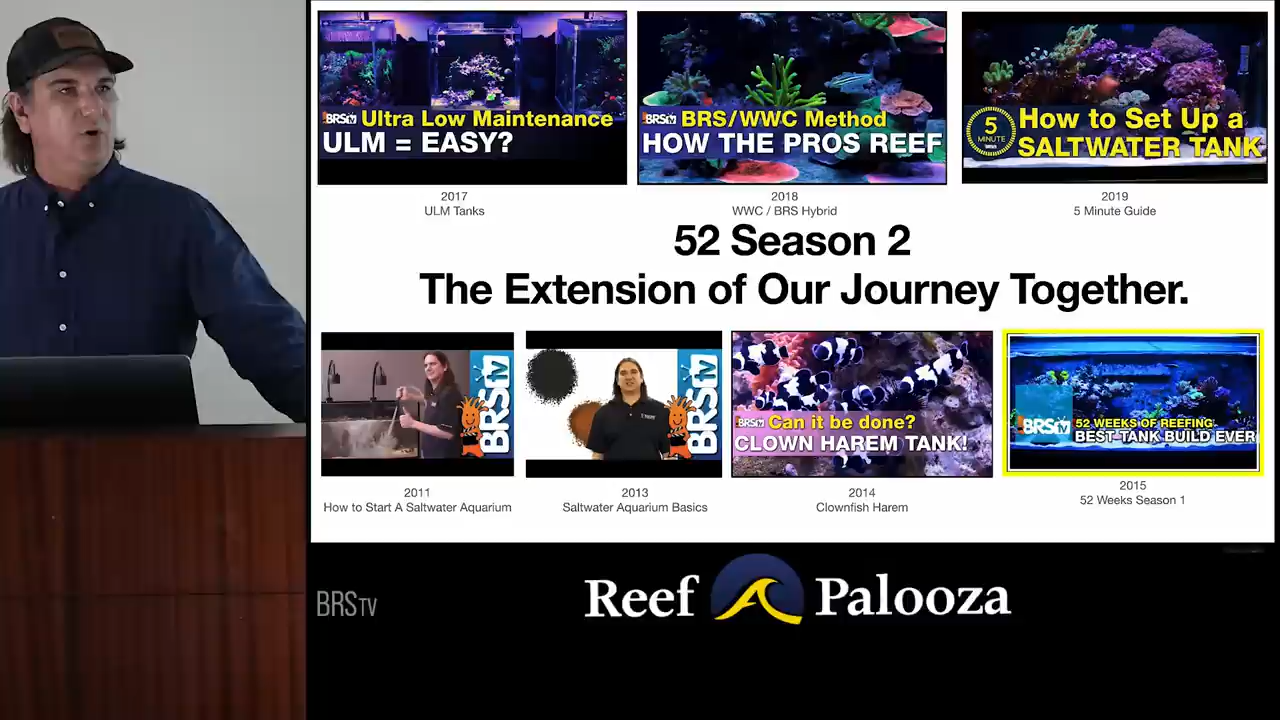 BRStv Ultra Low Maintenance
ULM = EASY?
BRStv BRS/WWC Method
HOW THE PROS REEF
5
MINUTE
How to Set Up a
SALTWATER TANK
2017
ULM Tanks
2018
WWC / BRS Hybrid
2019
5 Minute Guide
52 Season 2
The Extension of Our Journey Together.
BRStv
BRStv
BRStv Can it be done?
CLOWN HAREM TANK!
BRStv
52 WEEKS OF REEFING
BEST TANK BUILD EVER
2011
How to Start A Saltwater Aquarium
2013
Saltwater Aquarium Basics
2014
Clownfish Harem
2015
52 Weeks Season 1
BRSTV
Reef Palooza